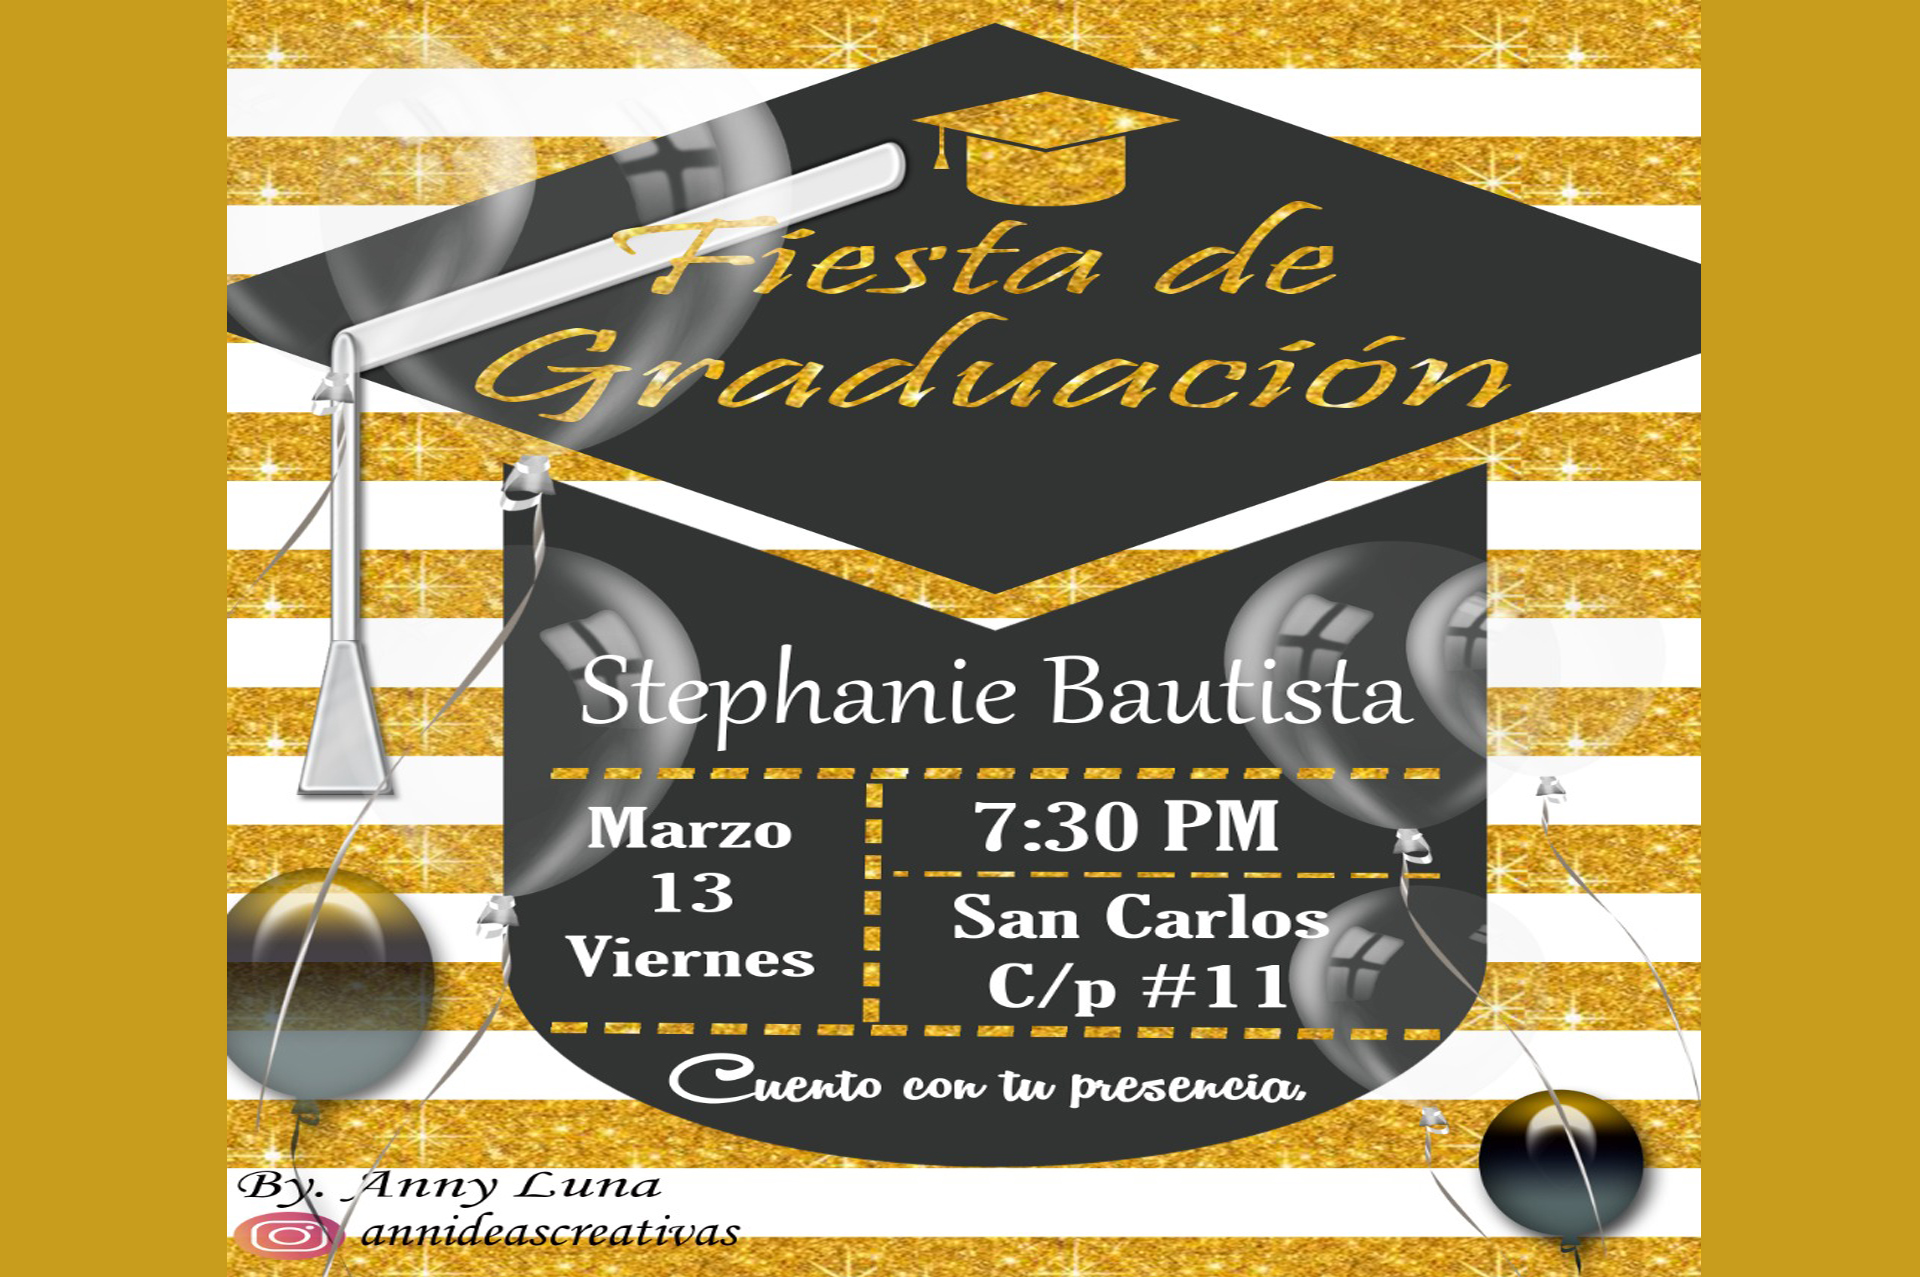 Fiesta de
Graduación
Stephanie Bautista
Marzo
13
Viernes
7:30 PM
San Carlos
C/p #11
Cuento con tu presencia,
By. Anny Luna
annideascreativas